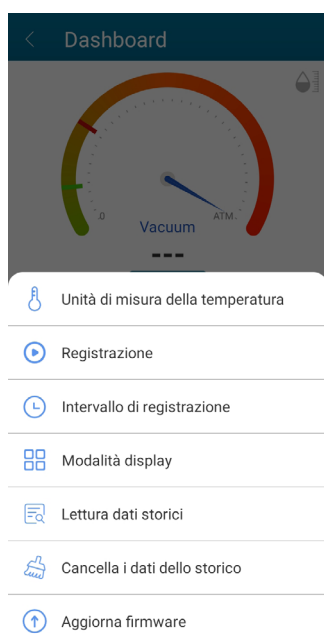 Dashboard
.0
ATM.
Vacuum
---
Unità di misura della temperatura
Registrazione
Intervallo di registrazione
Modalità display
Lettura dati storici
Cancella i dati dello storico
Aggiorna firmware